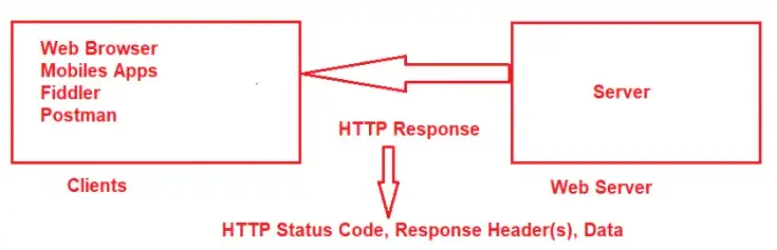 Web Browser
Mobiles Apps
Fiddler
Postman
Server
HTTP Response
Clients
Web Server
HTTP Status Code, Response Header(s), Data